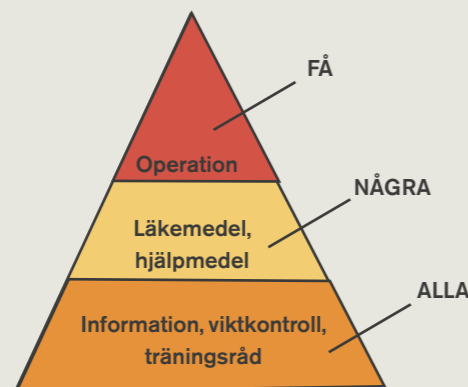 FÅ
Operation
NÅGRA
Läkemedel,
hjälpmedel
ALLA
Information, viktkontroll,
träningsråd